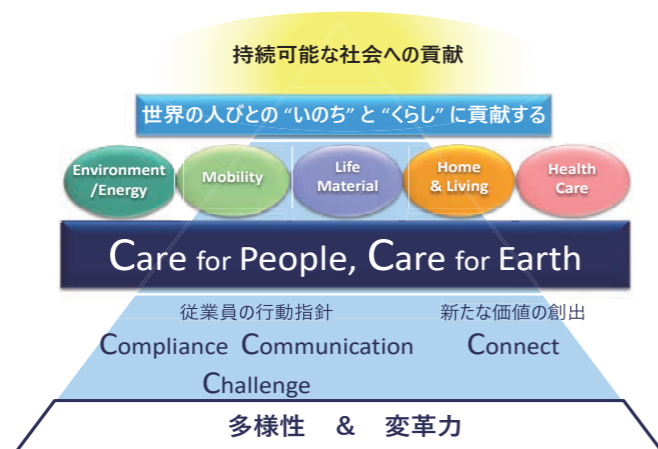 持続可能な社会への貢献
世界の人びとの “いのち” と “くらし” に貢献する
Environment
/Energy
Mobility
Life
Material
Home
& Living
Health
Care
Care for People, Care for Earth
従業員の行動指針
新たな価値の創出
Compliance Communication
Connect
Challenge
多様性 & 変革力